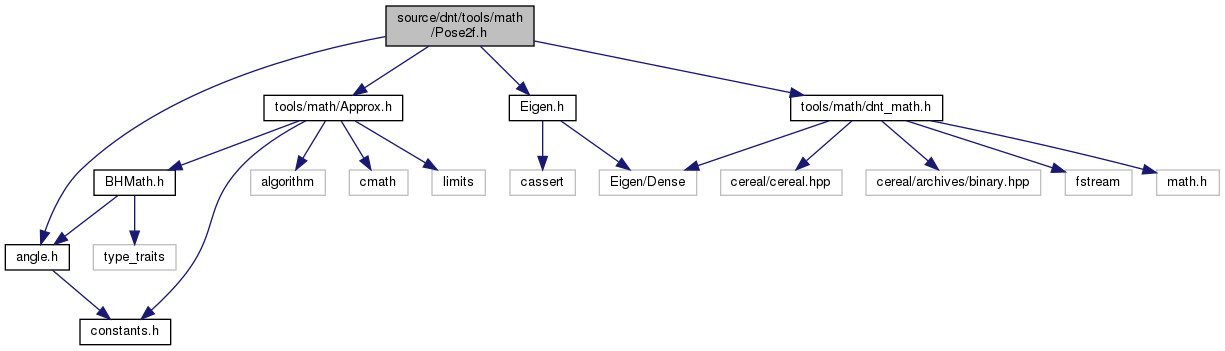 source/dnt/tools/math
/Pose2f.h
tools/math/Approx.h
Eigen.h
tools/math/dnt_math.h
BHMath.h
algorithm
cmath
limits
cassert
Eigen/Dense
cereal/cereal.hpp
cereal/archives/binary.hpp
fstream
math.h
angle.h
type_traits
constants.h